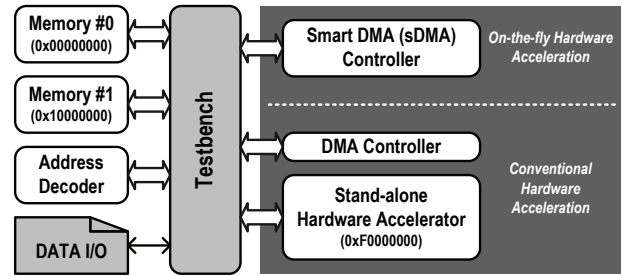 Memory #0
(0x00000000)
Memory #1
(0x10000000)
Address
Decoder
DATA I/O
Testbench
Smart DMA (sDMA)
Controller
On-the-fly Hardware
Acceleration
DMA Controller
Stand-alone
Hardware Accelerator
(0xF0000000)
Conventional
Hardware
Acceleration